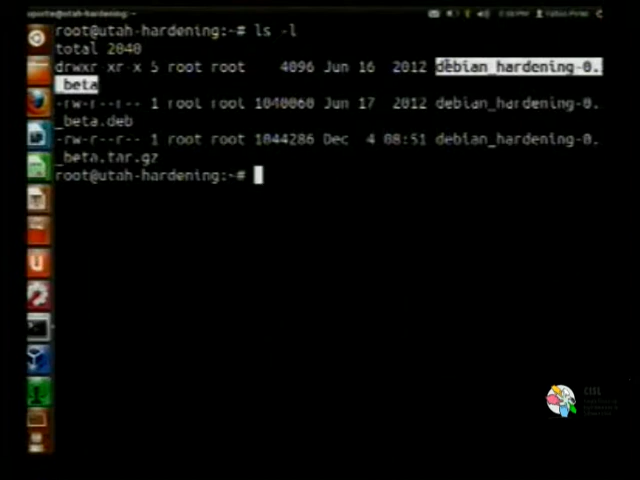 root@utah-hardening:~# ls -l
total 2040
drwxr-xr-x 5 root root    4096 Jun 16  2012 debian_hardening-0.
_beta
-rw-r--r-- 1 root root 1040060 Jun 17  2012 debian_hardening-0.
_beta.deb
-rw-r--r-- 1 root root 1044286 Dec  4 08:51 debian_hardening-0.
_beta.tar.gz
root@utah-hardening:~#
CISL